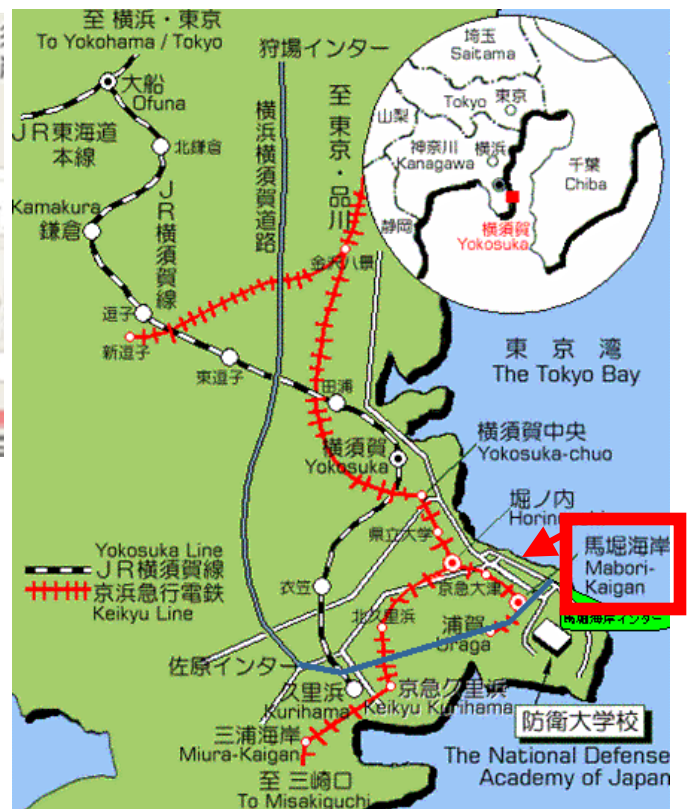 至 横浜・東京
To Yokohama / Tokyo
狩場インター
大船
Ofuna
JR東海道
本線
北鎌倉
JR横須賀線
横浜横須賀道路
至 東京・品川
Kamakura
鎌倉
金沢八景
逗子
新逗子
東逗子
田浦
埼玉
Saitama
Tokyo 東京
山梨
神奈川 横浜
Kanagawa
千葉
Chiba
静岡
横須賀
Yokosuka
東 京 湾
The Tokyo Bay
横須賀
Yokosuka
横須賀中央
Yokosuka-chuo
堀ノ内
県立大学
馬堀海岸
Mabori-
Kaigan
馬堀海岸インター
Yokosuka Line
JR横須賀線
京浜急行電鉄
Keikyu Line
衣笠
京急大津
北久里浜
浦賀
Uraga
佐原インター
久里浜
Kurihama
京急久里浜
Keikyu Kurihama
防衛大学校
The National Defense
Academy of Japan
三浦海岸
Miura-Kaigan
至 三崎口
To Misakiguchi